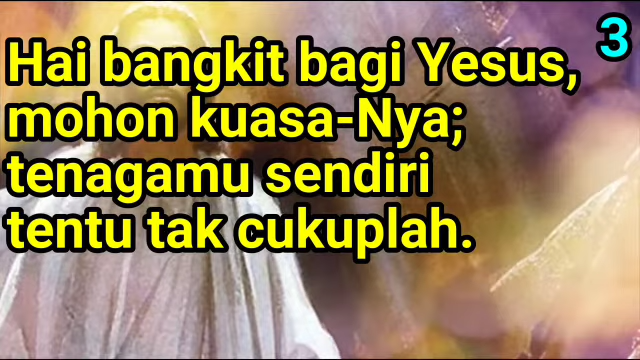 3
Hai bangkit bagi Yesus,
mohon kuasa-Nya;
tenagamu sendiri
tentu tak cukuplah.